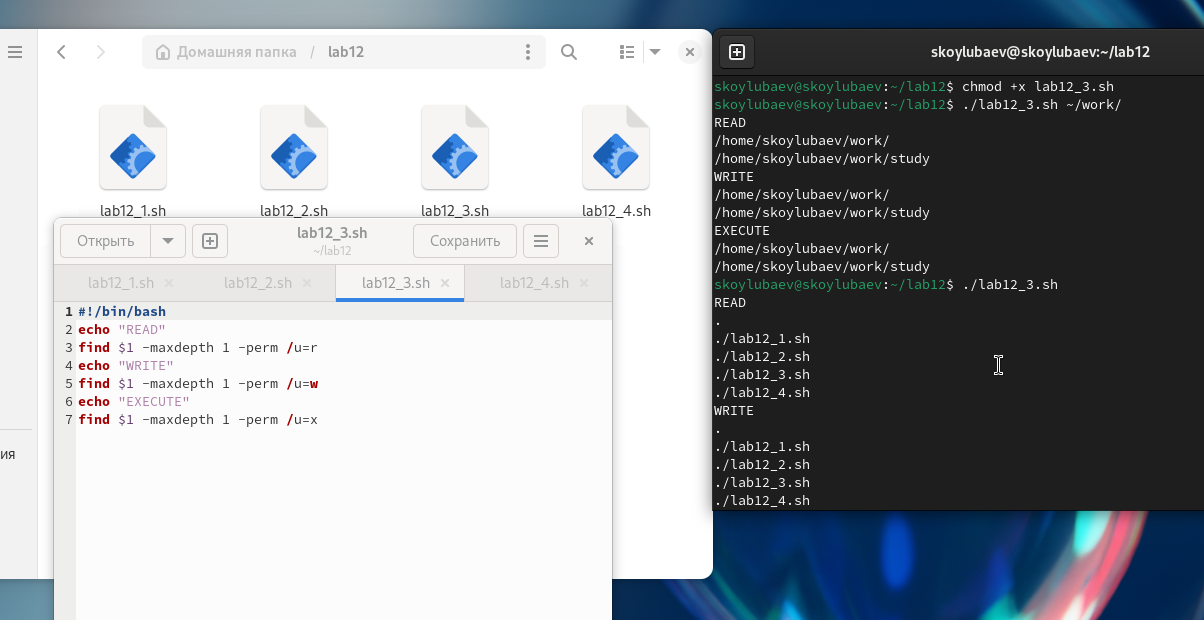 Домашняя папка / lab12
lab12_1.sh
lab12_2.sh
lab12_3.sh
lab12_4.sh
ия
Открыть
lab12_3.sh
~/lab12
Сохранить
lab12_1.sh
lab12_2.sh
lab12_3.sh
lab12_4.sh
1 #!/bin/bash
2 echo "READ"
3 find $1 -maxdepth 1 -perm /u=r
4 echo "WRITE"
5 find $1 -maxdepth 1 -perm /u=w
6 echo "EXECUTE"
7 find $1 -maxdepth 1 -perm /u=x
skoylubaev@skoylubaev:~/lab12
skoylubaev@skoylubaev:~/lab12$ chmod +x lab12_3.sh
skoylubaev@skoylubaev:~/lab12$ ./lab12_3.sh ~/work/
READ
/home/skoylubaev/work/
/home/skoylubaev/work/study
WRITE
/home/skoylubaev/work/
/home/skoylubaev/work/study
EXECUTE
/home/skoylubaev/work/
/home/skoylubaev/work/study
skoylubaev@skoylubaev:~/lab12$ ./lab12_3.sh
READ
.
./lab12_1.sh
./lab12_2.sh
./lab12_3.sh
./lab12_4.sh
WRITE
.
./lab12_1.sh
./lab12_2.sh
./lab12_3.sh
./lab12_4.sh